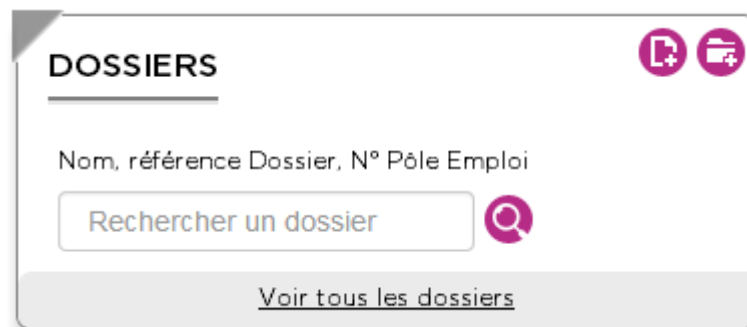 DOSSIERS
Nom, référence Dossier, N° Pôle Emploi
Rechercher un dossier
Voir tous les dossiers